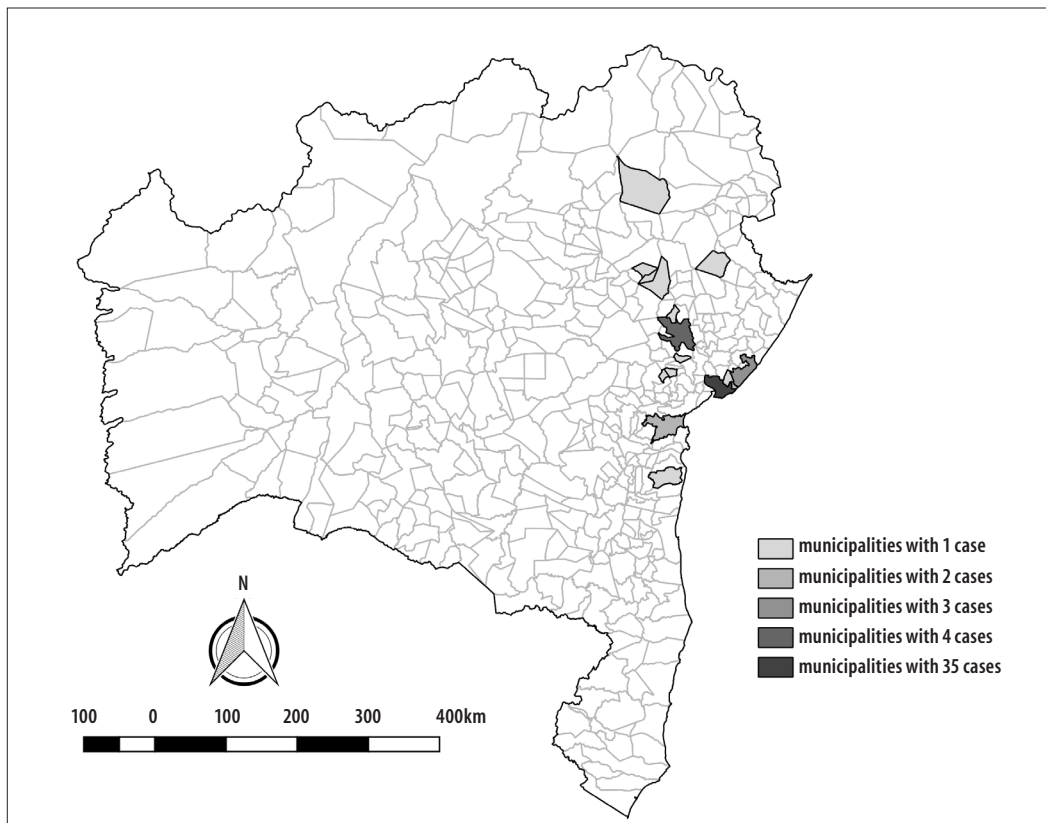 municipalities with 1 case
municipalities with 2 cases
municipalities with 3 cases
municipalities with 4 cases
municipalities with 35 cases
N
100 0 100 200 300 400km